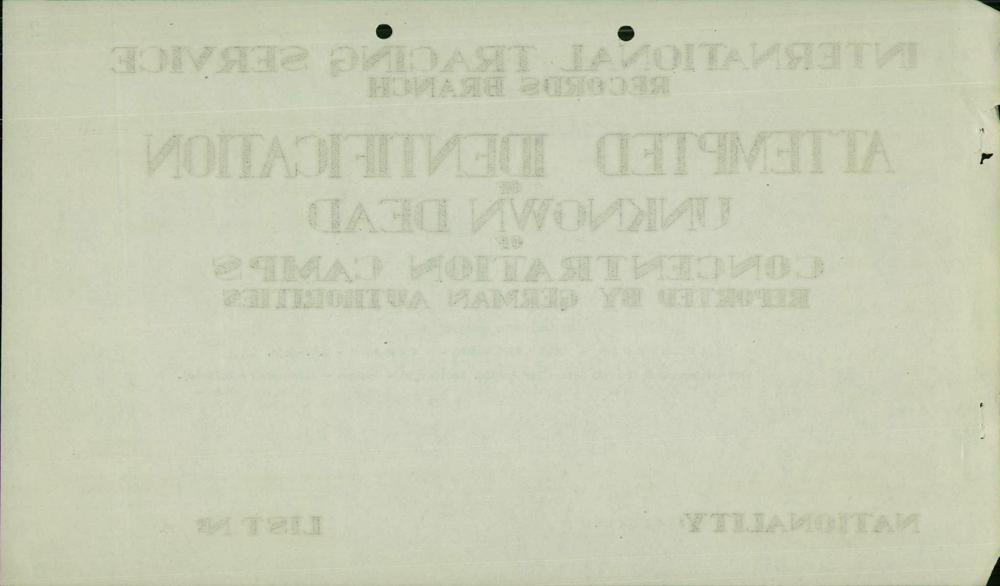 INTERNATIONAL TRACING SERVICE
RECORDS BRANCH
ATTEMPTED IDENTIFICATION
OF
UNKNOWN DEAD
OF
CONCENTRATION CAMPS
REPORTED BY GERMAN AUTHORITIES
NATIONALITY: LIST Nº